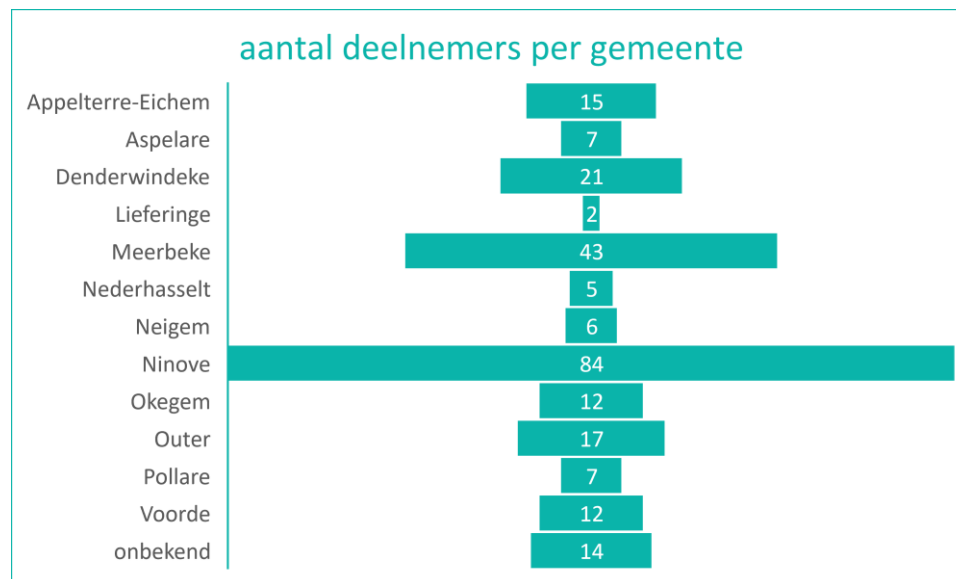 aantal deelnemers per gemeente
Appelterre-Eichem 15
Aspelare 7
Denderwindeke 21
Lieferinge 2
Meerbeke 43
Nederhasselt 5
Neigem 6
Ninove 84
Okegem 12
Outer 17
Pollare 7
Voorde 12
onbekend 14